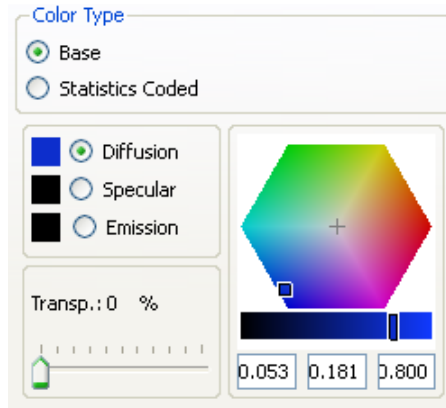 Color Type
Base
Statistics Coded
Diffusion
Specular
Emission
Transp.: 0 %
0.053 0.181 0.800